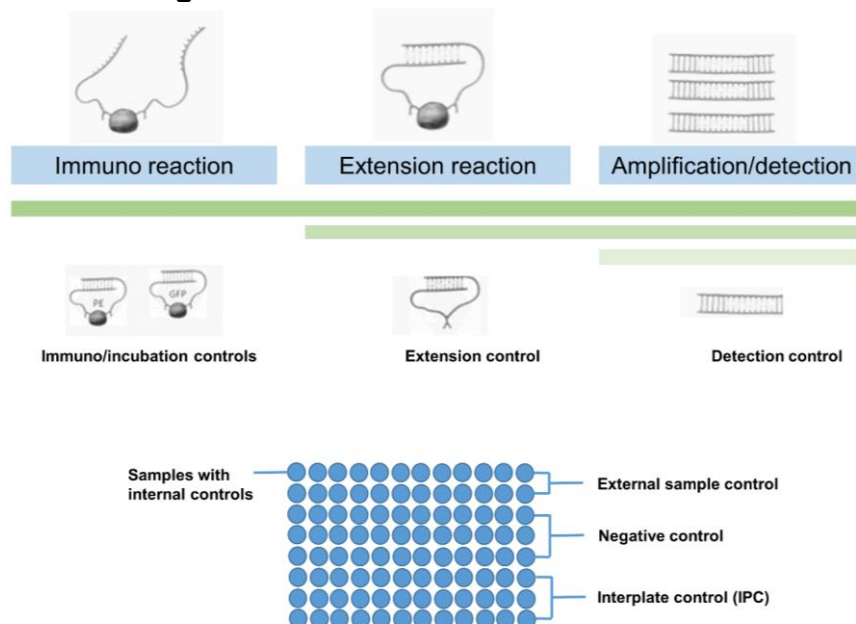 Immuno reaction
Extension reaction
Amplification/detection
PE
GFP
Immuno/incubation controls
Extension control
Detection control
Samples with
internal controls
External sample control
Negative control
Interplate control (IPC)